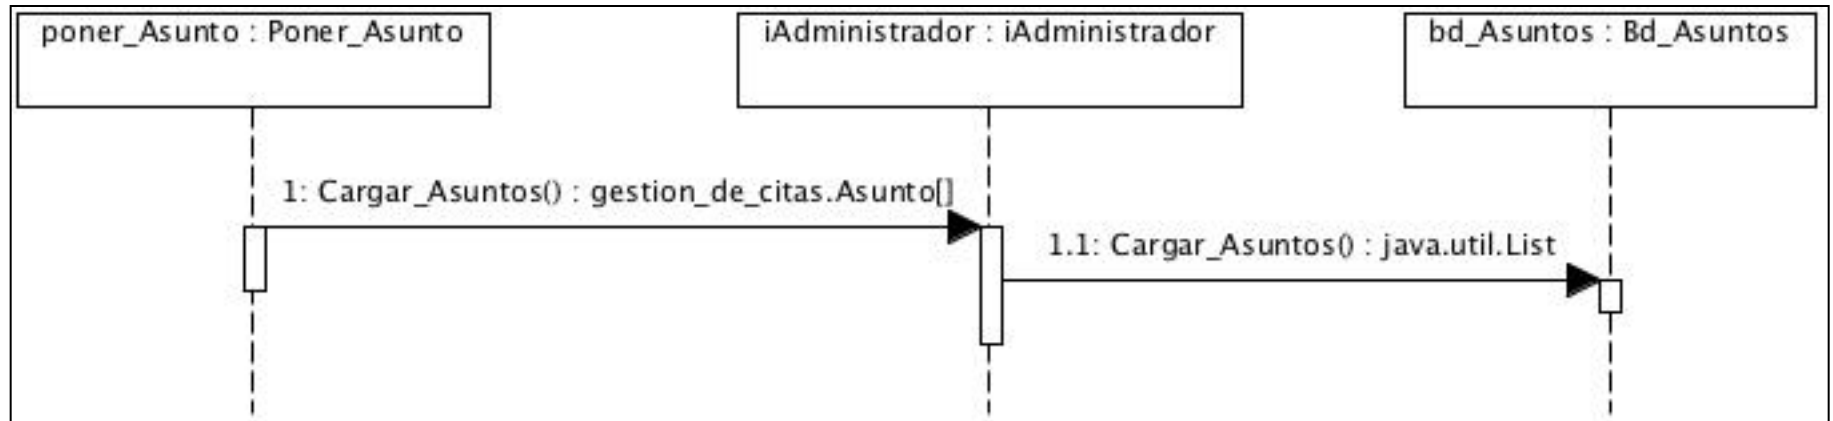 poner_Asunto : Poner_Asunto
iAdministrador : iAdministrador
bd_Asuntos : Bd_Asuntos
1: Cargar_Asuntos() : gestion_de_citas.Asunto[]
1.1: Cargar_Asuntos() : java.util.List